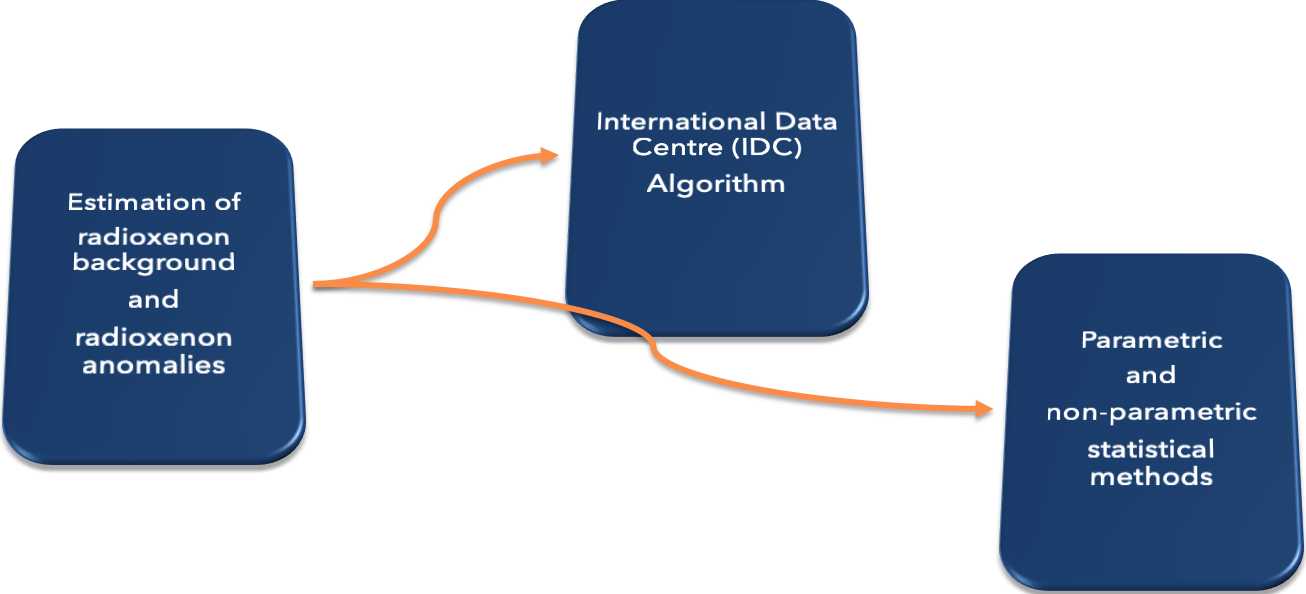 Estimation of
radioxenon
background
and
radioxenon
anomalies
International Data
Centre (IDC)
Algorithm
Parametric
and
non-parametric
statistical
methods